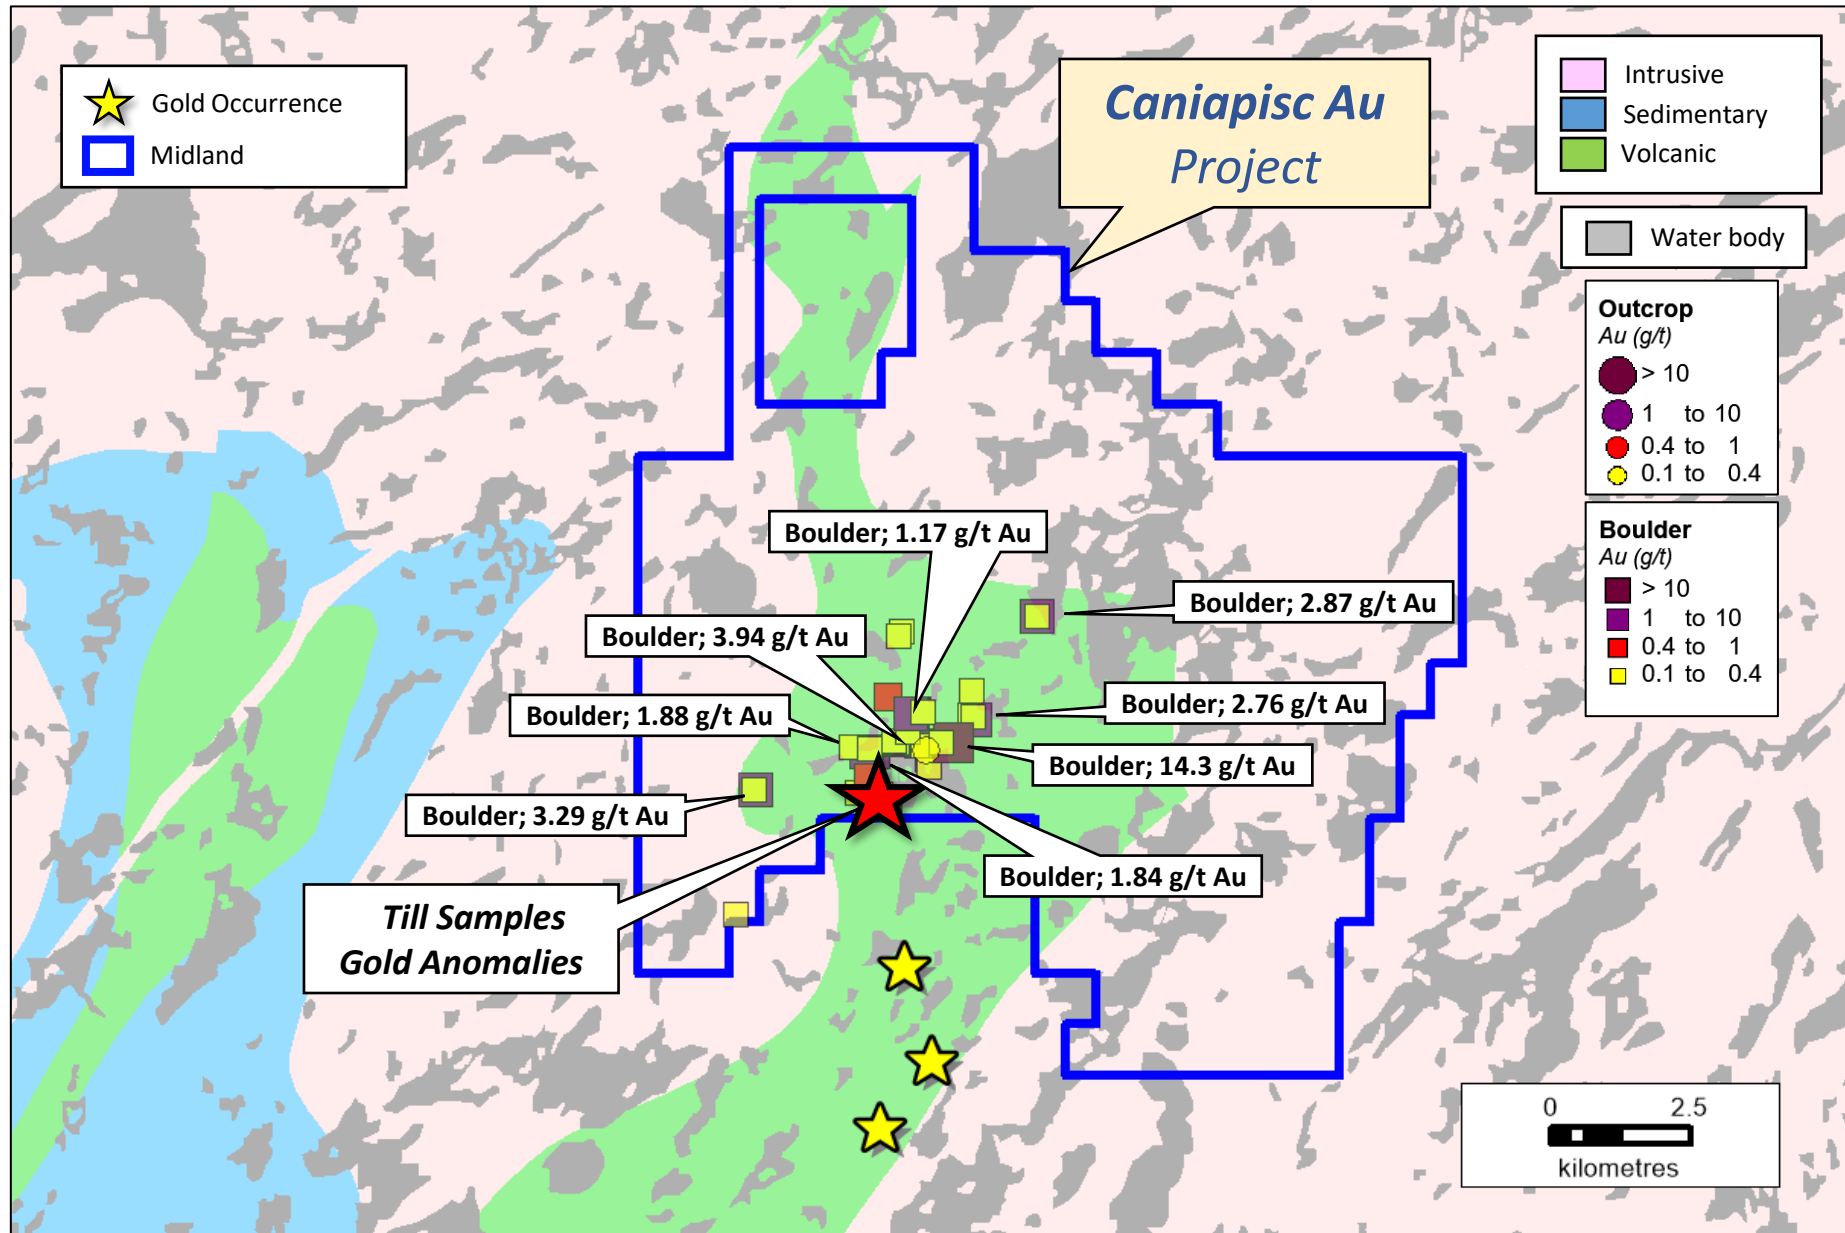 Gold Occurrence
Midland
Caniapisc Au
Project
Intrusive
Sedimentary
Volcanic
Water body
Outcrop
Au (g/t)
> 10
1 to 10
0.4 to 1
0.1 to 0.4
Boulder
Au (g/t)
> 10
1 to 10
0.4 to 1
0.1 to 0.4
Boulder; 1.17 g/t Au
Boulder; 2.87 g/t Au
Boulder; 3.94 g/t Au
Boulder; 1.88 g/t Au
Boulder; 2.76 g/t Au
Boulder; 14.3 g/t Au
Boulder; 3.29 g/t Au
Boulder; 1.84 g/t Au
Till Samples
Gold Anomalies
0 2.5
kilometres